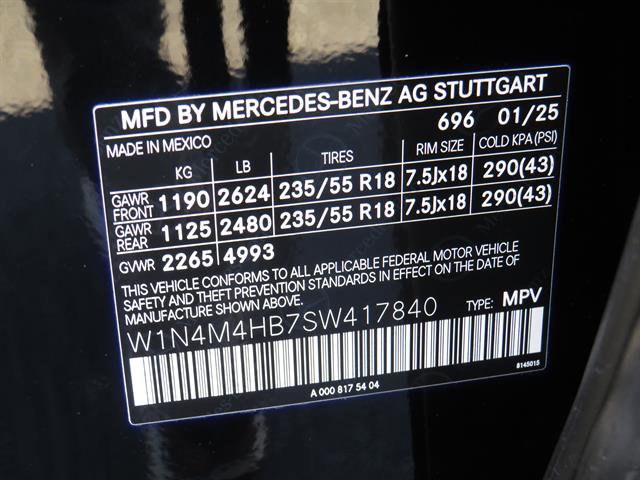 MFD BY MERCEDES-BENZ AG STUTTGART
MADE IN MEXICO 696 01/25
KG LB TIRES RIM SIZE COLD KPA(PSI)
GAWR FRONT 1190 2624 235/55 R18 7.5Jx18 290(43)
GAWR REAR 1125 2480 235/55 R18 7.5Jx18 290(43)
GVWR 2265 4993
THIS VEHICLE CONFORMS TO ALL APPLICABLE FEDERAL MOTOR VEHICLE
SAFETY AND THEFT PREVENTION STANDARDS IN EFFECT ON THE DATE OF
MANUFACTURE SHOWN ABOVE.
W1N4M4HB7SW417840 TYPE: MPV
8145015
A 000 817 54 04